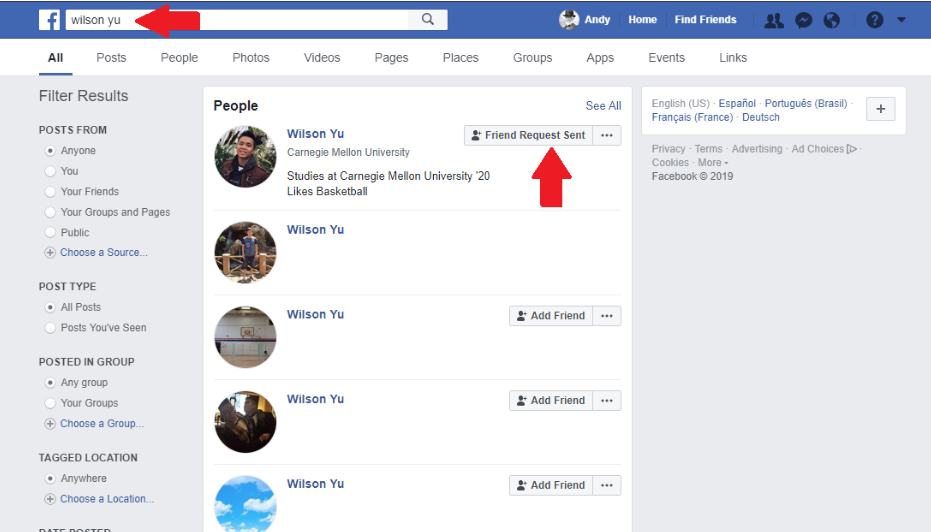 f
wilson yu
Andy
Home
Find Friends
?
All
Posts
People
Photos
Videos
Pages
Places
Groups
Apps
Events
Links
Filter Results
POSTS FROM
Anyone
You
Your Friends
Your Groups and Pages
Public
Choose a Source...
POST TYPE
All Posts
Posts You've Seen
POSTED IN GROUP
Any group
Your Groups
Choose a Group...
TAGGED LOCATION
Anywhere
Choose a Location...
DATE POSTED
People
See All
Wilson Yu
Friend Request Sent
Carnegie Mellon University
Studies at Carnegie Mellon University '20
Likes Basketball
Wilson Yu
Wilson Yu
Add Friend
Wilson Yu
Add Friend
Wilson Yu
Add Friend
English (US) · Español · Português (Brasil) ·
Français (France) · Deutsch
Privacy · Terms · Advertising · Ad Choices ·
Cookies · More
Facebook © 2019